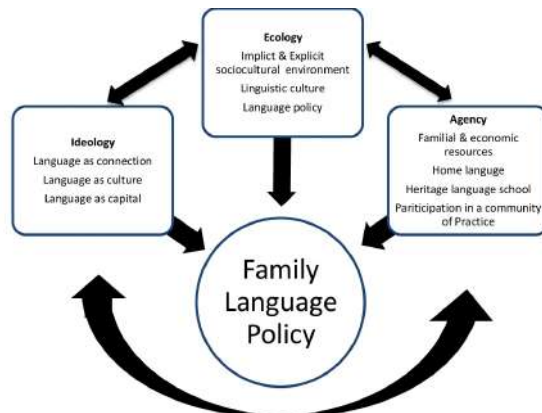 Ecology
Implict & Explicit
sociocultural environment
Linguistic culture
Language policy
Ideology
Language as connection
Language as culture
Language as capital
Agency
Familial & economic
resources
Home languge
Heritage language school
Pariticipation in a community
of Practice
Family
Language
Policy